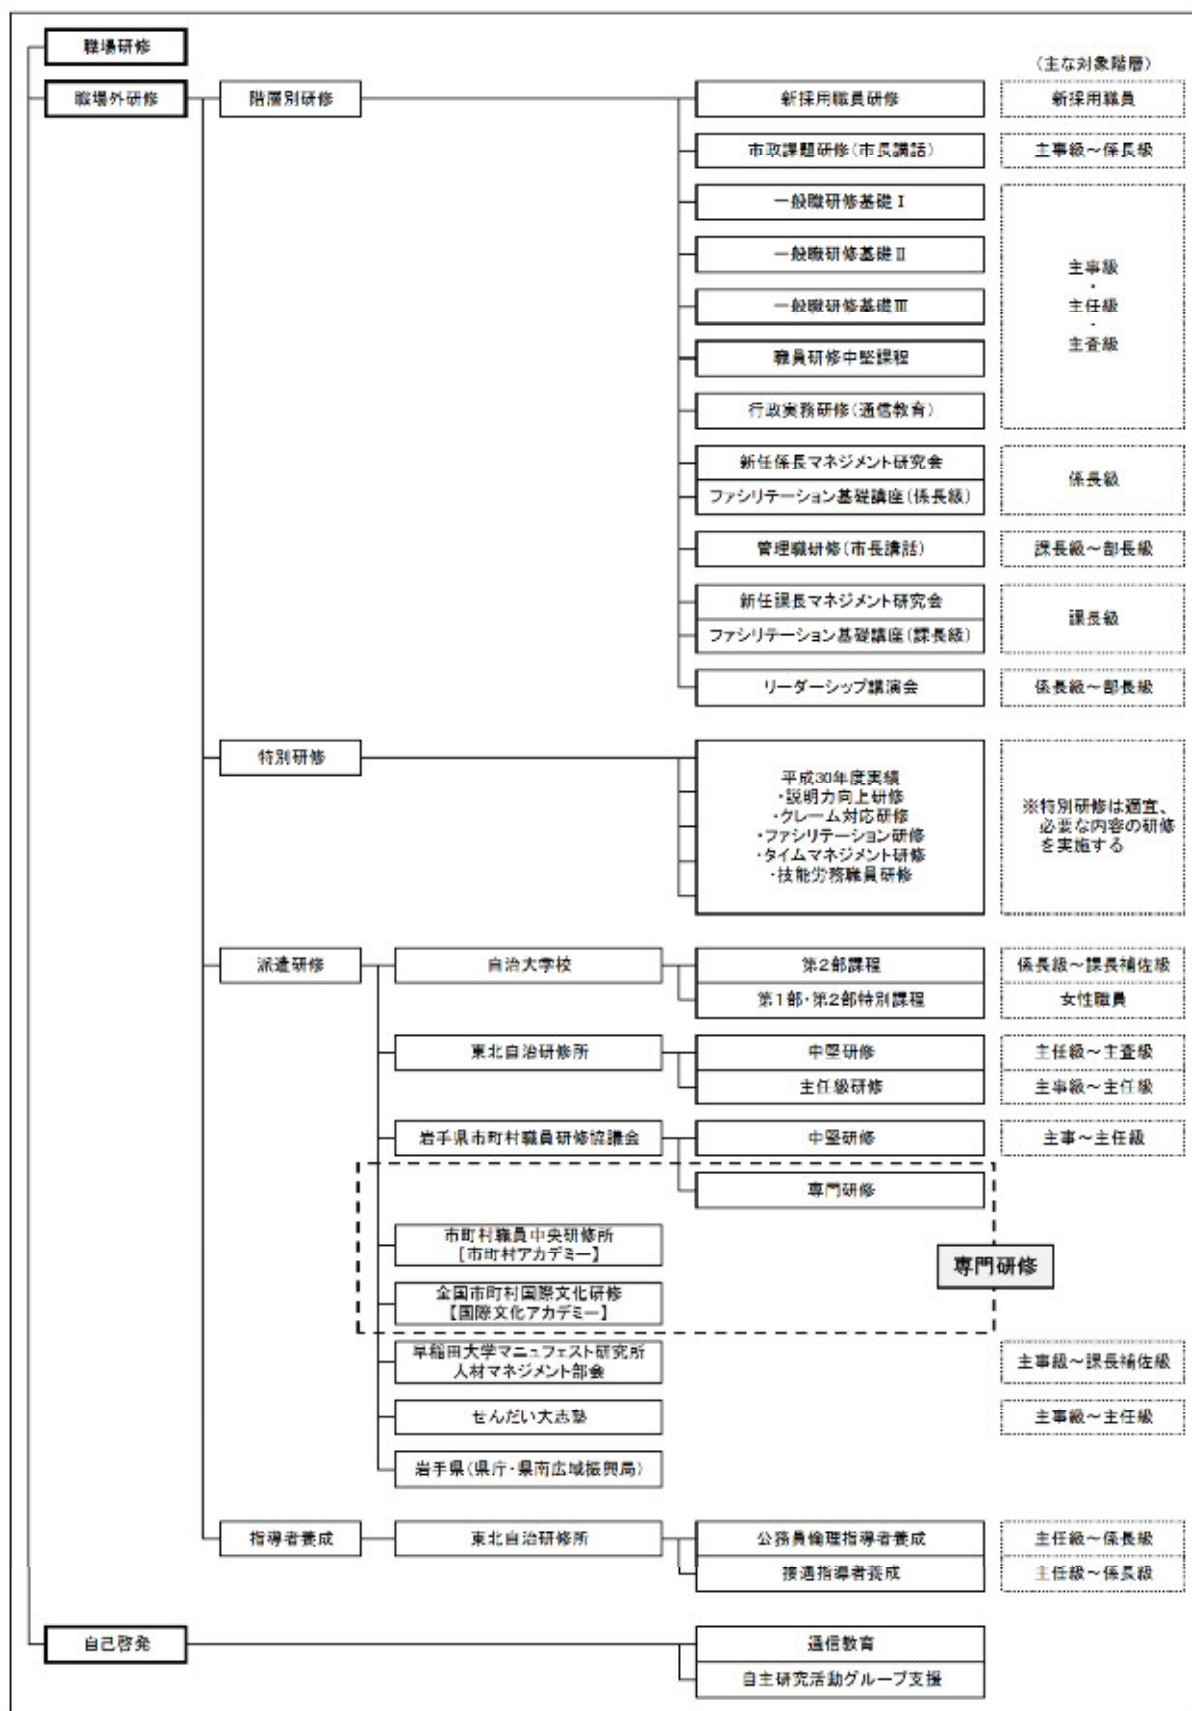 職場研修
(主な対象階層)
職場外研修
階層別研修
新採用職員研修
新採用職員
市政課題研修(市長講話)
主事級~係長級
一般職研修基礎Ⅰ
一般職研修基礎Ⅱ
一般職研修基礎Ⅲ
職員研修中堅課程
行政実務研修(通信教育)
主事級
・
主任級
・
主査級
新任係長マネジメント研究会
ファシリテーション基礎講座(係長級)
係長級
管理職研修(市長講話)
課長級~部長級
新任課長マネジメント研究会
ファシリテーション基礎講座(課長級)
課長級
リーダーシップ講演会
係長級~部長級
特別研修
平成30年度実績
・説明力向上研修
・クレーム対応研修
・ファシリテーション研修
・タイムマネジメント研修
・技能労務職員研修
※特別研修は適宜、
必要な内容の研修
を実施する
派遣研修
自治大学校
第2部課程
係長級~課長補佐級
第1部・第2部特別課程
女性職員
東北自治研修所
中堅研修
主任級~主査級
主任級研修
主事級~主任級
岩手県市町村職員研修協議会
中堅研修
主事~主任級
専門研修
市町村職員中央研修所
【市町村アカデミー】
専門研修
全国市町村国際文化研修
【国際文化アカデミー】
早稲田大学マニュフェスト研究所
人材マネジメント部会
主事級~課長補佐級
せんだい大志塾
主事級~主任級
岩手県(県庁・県南広域振興局)
指導者養成
東北自治研修所
公務員倫理指導者養成
主任級~係長級
接遇指導者養成
主任級~係長級
自己啓発
通信教育
自主研究活動グループ支援